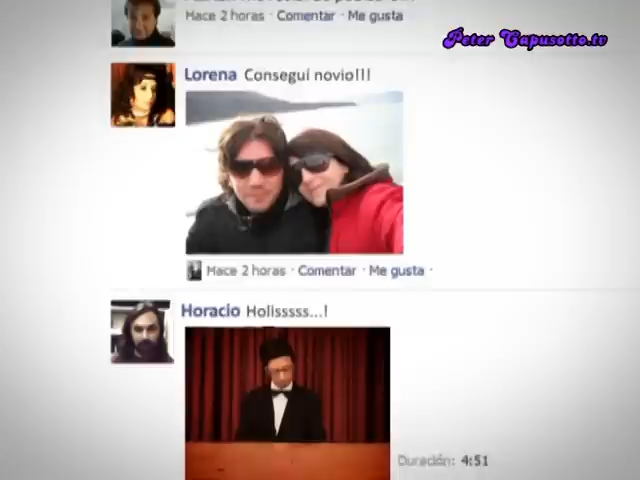 Hace 2 horas · Comentar · Me gusta
Peter Capusotto.tv
Lorena Conseguí novio!!!
Hace 2 horas · Comentar · Me gusta ·
Horacio Holisssss...!
Duración: 4:51